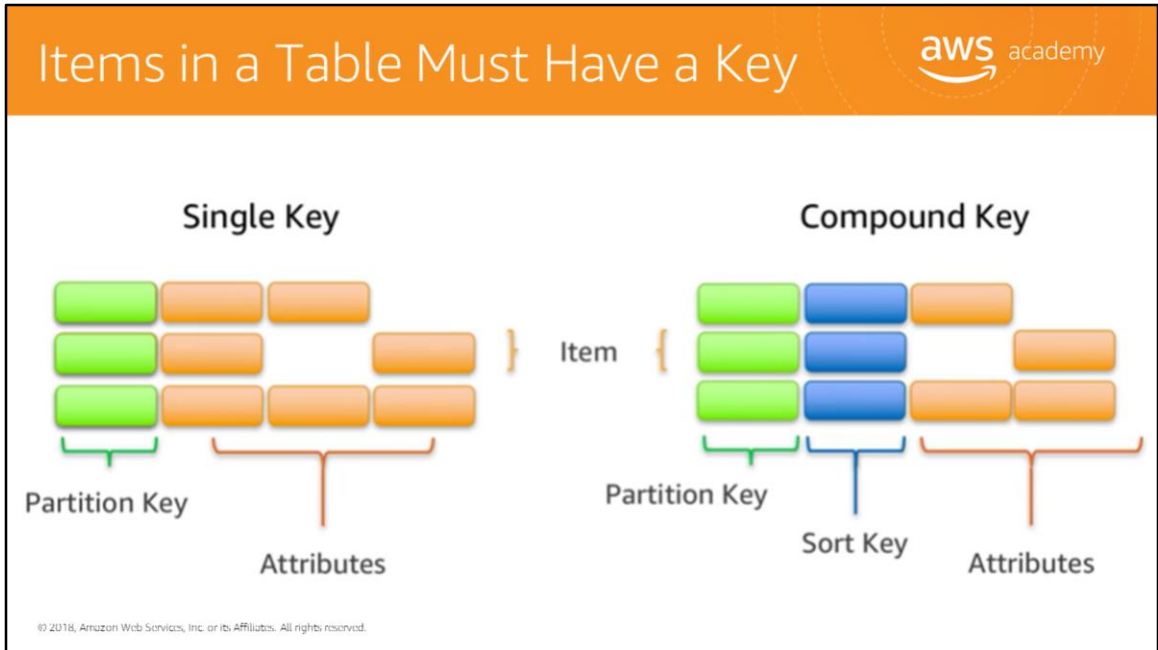 Items in a Table Must Have a Key
aws academy
Single Key
Compound Key
Item
Partition Key
Attributes
Partition Key
Sort Key
Attributes
© 2018, Amazon Web Services, Inc. or its Affiliates. All rights reserved.